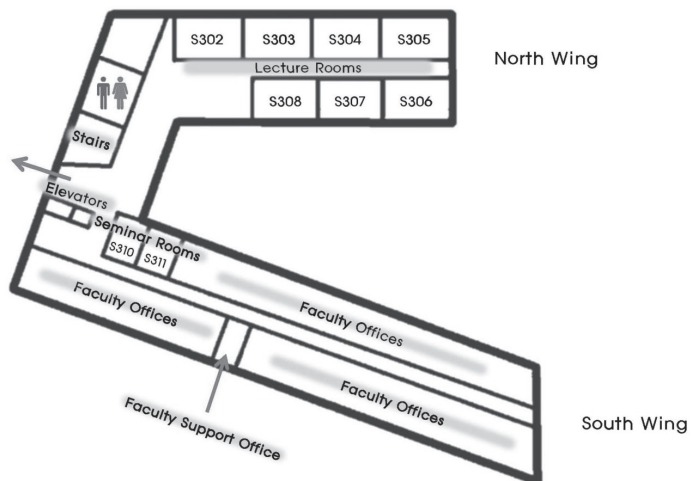 S302 S303 S304 S305
North Wing
Lecture Rooms
S308 S307 S306
Stairs
Elevators
Seminar Rooms
S310 S311
Faculty Offices
Faculty Offices
Faculty Offices
Faculty Support Office
South Wing